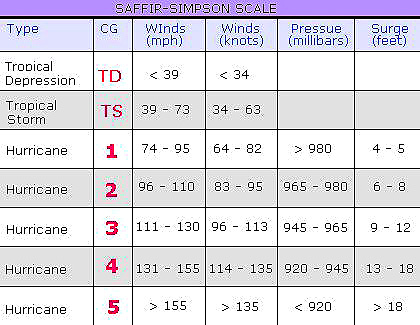 SAFFIR-SIMPSON SCALE
Type CG WInds (mph) Winds (knots) Pressue (millibars) Surge (feet)
Tropical Depression TD < 39 < 34
Tropical Storm TS 39 - 73 34 - 63
Hurricane 1 74 - 95 64 - 82 > 980 4 - 5
Hurricane 2 96 - 110 83 - 95 965 - 980 6 - 8
Hurricane 3 111 - 130 96 - 113 945 - 965 9 - 12
Hurricane 4 131 - 155 114 - 135 920 - 945 13 - 18
Hurricane 5 > 155 > 135 < 920 > 18